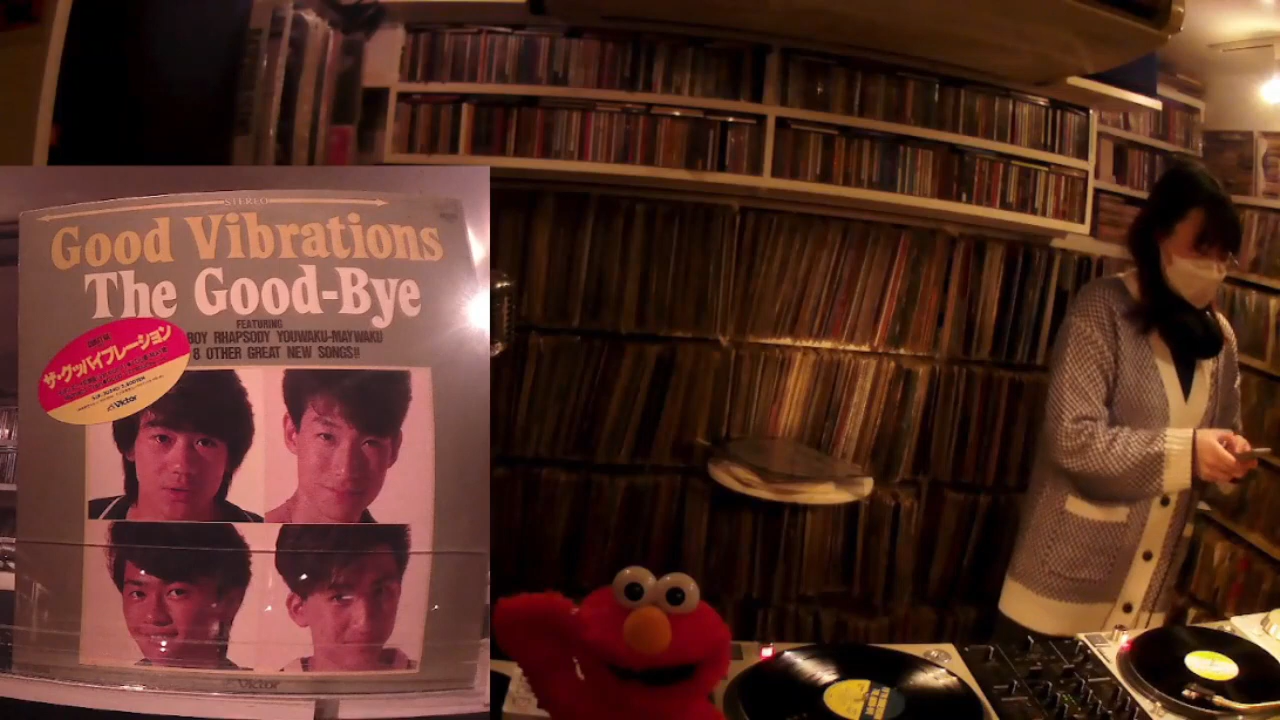 STEREO
Good Vibrations
The Good-Bye
FEATURING
BOY RHAPSODY YOUWAKU-MAYWAKU
8 OTHER GREAT NEW SONGS!!
ザ・グッバイフレーション
Victor
Victor